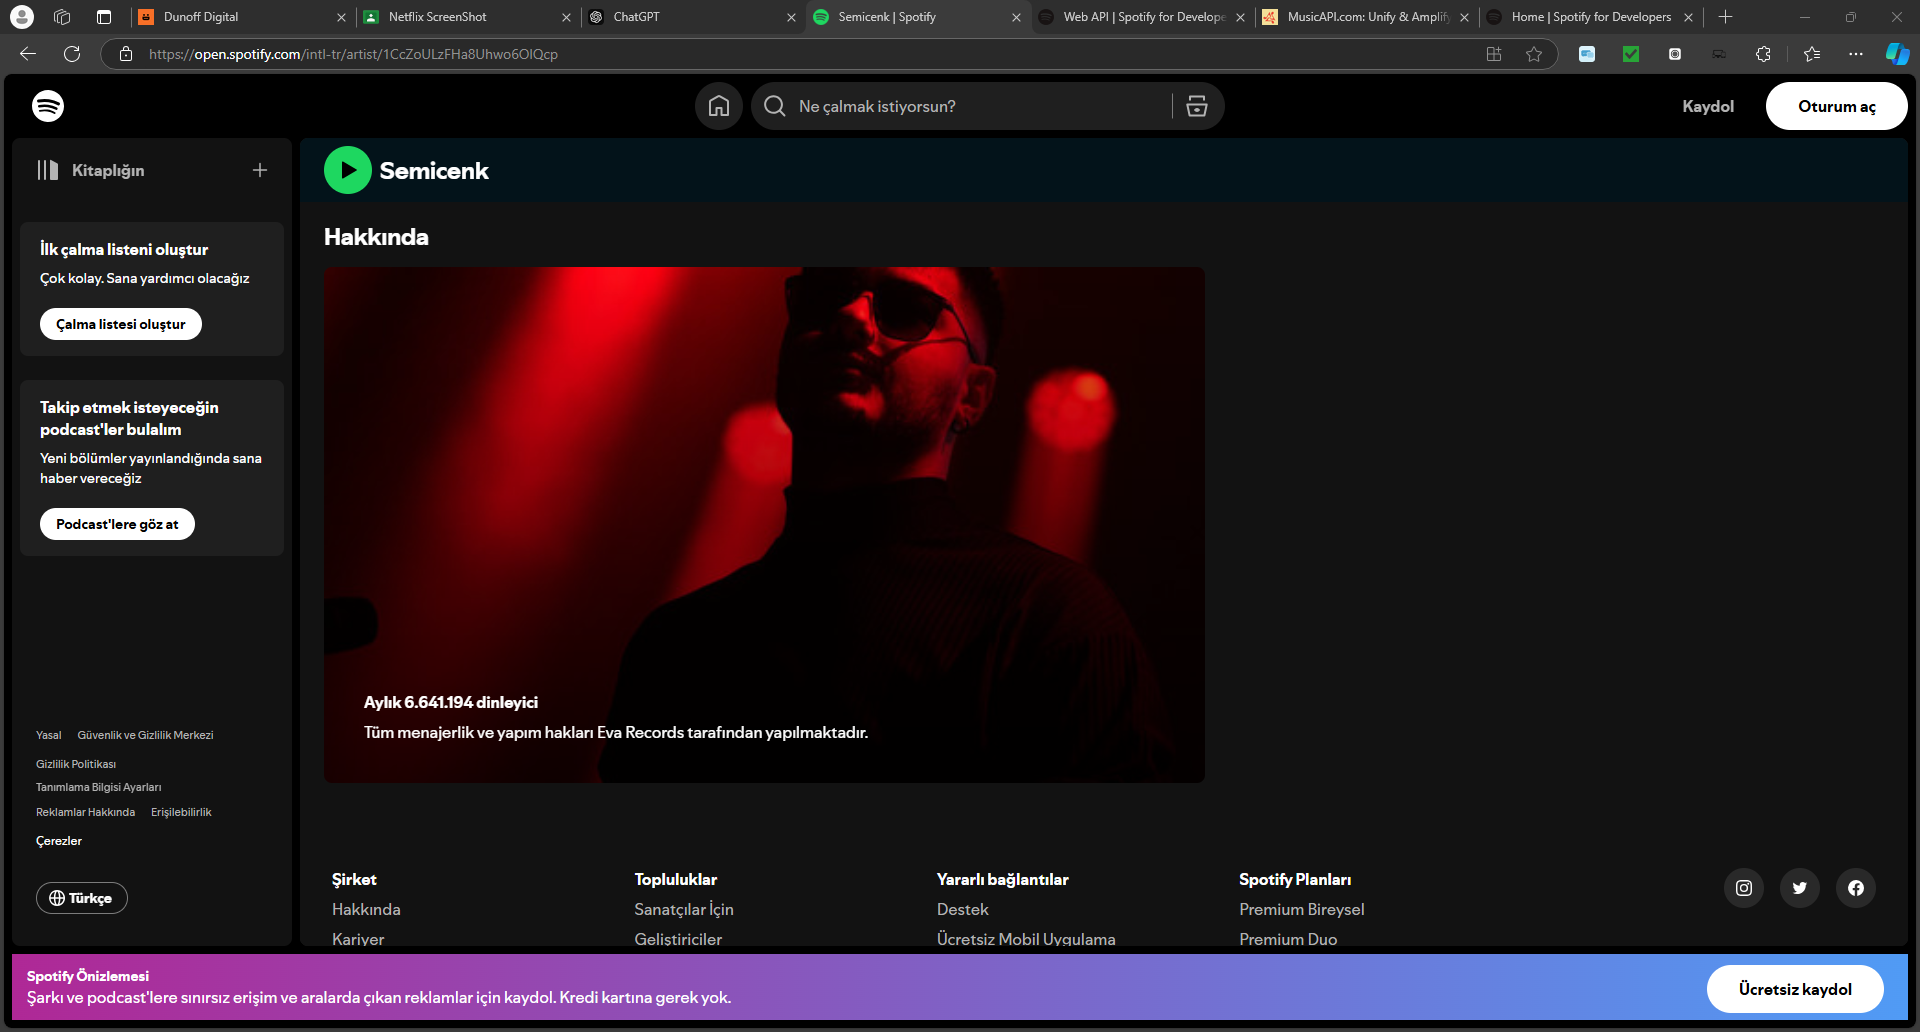 Dunoff Digital
Netflix ScreenShot
ChatGPT
Semicenk | Spotify
Web API | Spotify for Develope
MusicAPI.com: Unify & Amplify
Home | Spotify for Developers
https://open.spotify.com/intl-tr/artist/1CcZoULzFHa8Uhwo6OlQcp
Ne çalmak istiyorsun?
Kaydol
Oturum aç
Kitaplığın
İlk çalma listeni oluştur
Çok kolay. Sana yardımcı olacağız
Çalma listesi oluştur
Takip etmek isteyeceğin
podcast'ler bulalım
Yeni bölümler yayınlandığında sana
haber vereceğiz
Podcast'lere göz at
Yasal
Güvenlik ve Gizlilik Merkezi
Gizlilik Politikası
Tanımlama Bilgisi Ayarları
Reklamlar Hakkında
Erişilebilirlik
Çerezler
Türkçe
Semicenk
Hakkında
Aylık 6.641.194 dinleyici
Tüm menajerlik ve yapım hakları Eva Records tarafından yapılmaktadır.
Şirket
Hakkında
Kariyer
Topluluklar
Sanatçılar İçin
Geliştiriciler
Yararlı bağlantılar
Destek
Ücretsiz Mobil Uygulama
Spotify Planları
Premium Bireysel
Premium Duo
Spotify Önizlemesi
Şarkı ve podcast'lere sınırsız erişim ve aralarda çıkan reklamlar için kaydol. Kredi kartına gerek yok.
Ücretsiz kaydol